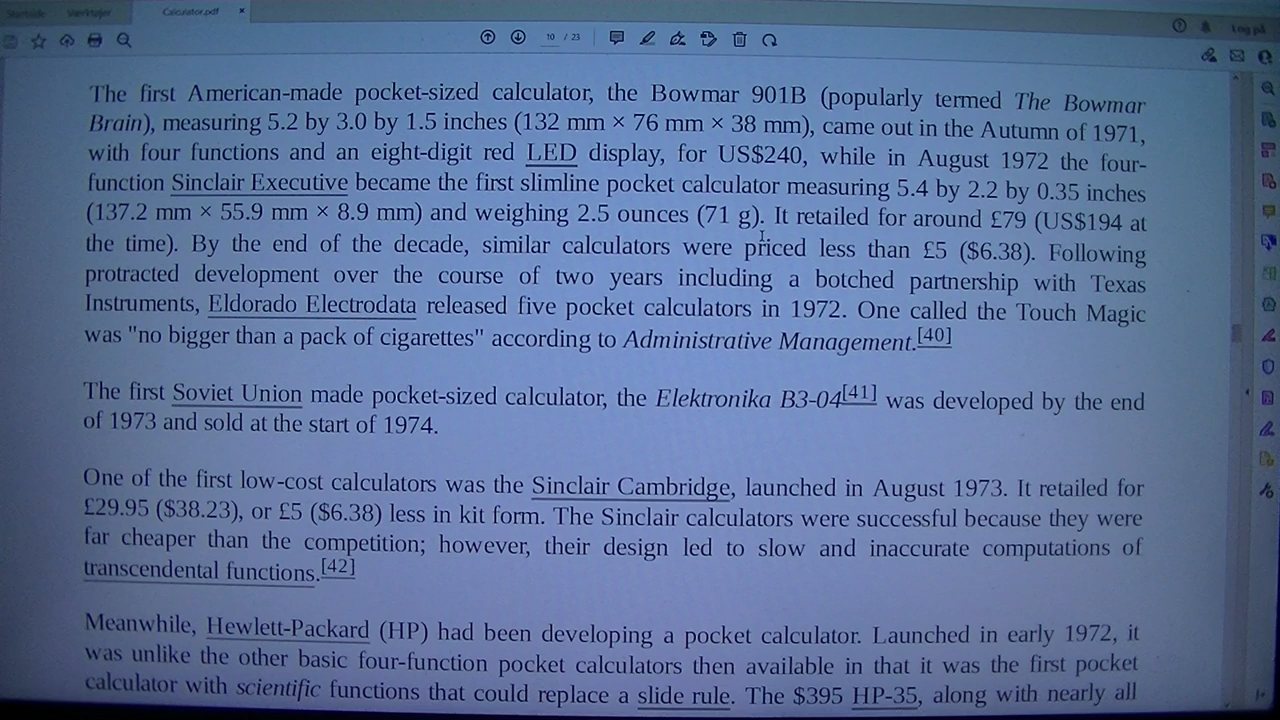 Startside Værktøjer Calculator.pdf ×
Log på
10 / 23
The first American-made pocket-sized calculator, the Bowmar 901B (popularly termed The Bowmar
Brain), measuring 5.2 by 3.0 by 1.5 inches (132 mm × 76 mm × 38 mm), came out in the Autumn of 1971,
with four functions and an eight-digit red LED display, for US$240, while in August 1972 the four-
function Sinclair Executive became the first slimline pocket calculator measuring 5.4 by 2.2 by 0.35 inches
(137.2 mm × 55.9 mm × 8.9 mm) and weighing 2.5 ounces (71 g). It retailed for around £79 (US$194 at
the time). By the end of the decade, similar calculators were priced less than £5 ($6.38). Following
protracted development over the course of two years including a botched partnership with Texas
Instruments, Eldorado Electrodata released five pocket calculators in 1972. One called the Touch Magic
was "no bigger than a pack of cigarettes" according to Administrative Management.[40]
The first Soviet Union made pocket-sized calculator, the Elektronika B3-04[41] was developed by the end
of 1973 and sold at the start of 1974.
One of the first low-cost calculators was the Sinclair Cambridge, launched in August 1973. It retailed for
£29.95 ($38.23), or £5 ($6.38) less in kit form. The Sinclair calculators were successful because they were
far cheaper than the competition; however, their design led to slow and inaccurate computations of
transcendental functions.[42]
Meanwhile, Hewlett-Packard (HP) had been developing a pocket calculator. Launched in early 1972, it
was unlike the other basic four-function pocket calculators then available in that it was the first pocket
calculator with scientific functions that could replace a slide rule. The $395 HP-35, along with nearly all